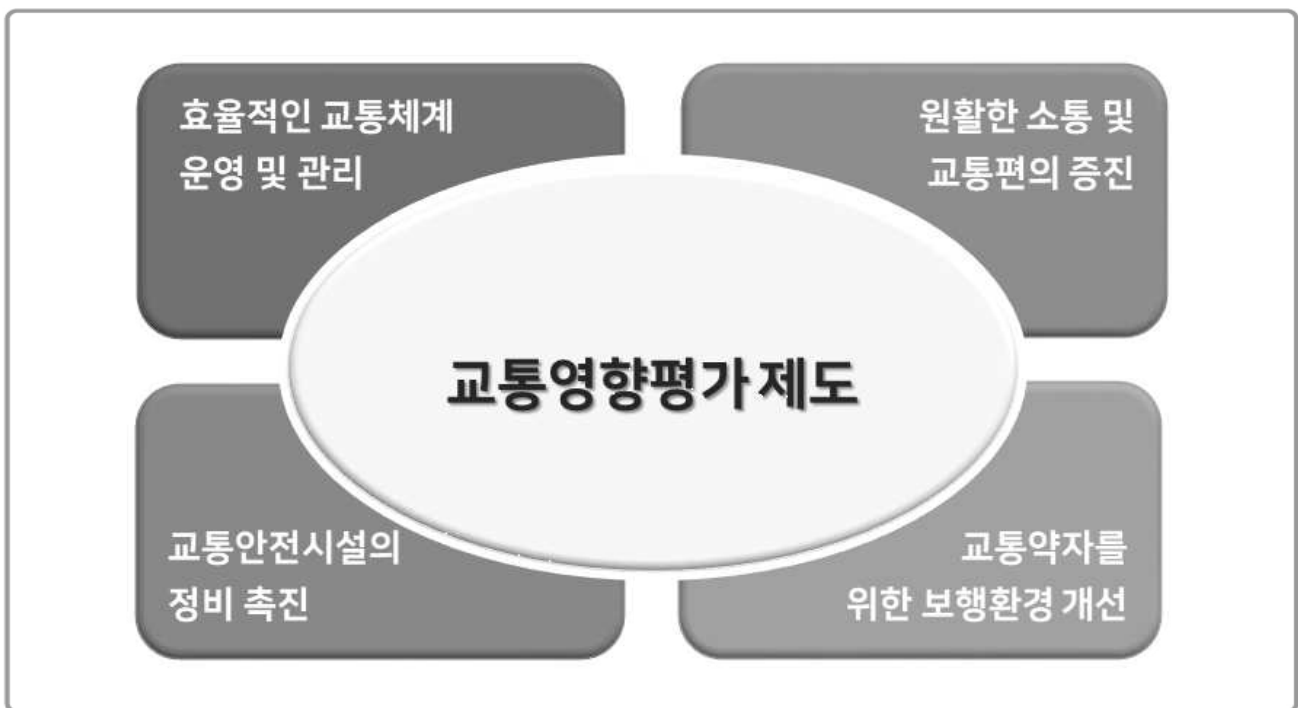 효율적인 교통체계
운영 및 관리
원활한 소통 및
교통편의 증진
교통영향평가 제도
교통안전시설의
정비 촉진
교통약자를
위한 보행환경 개선